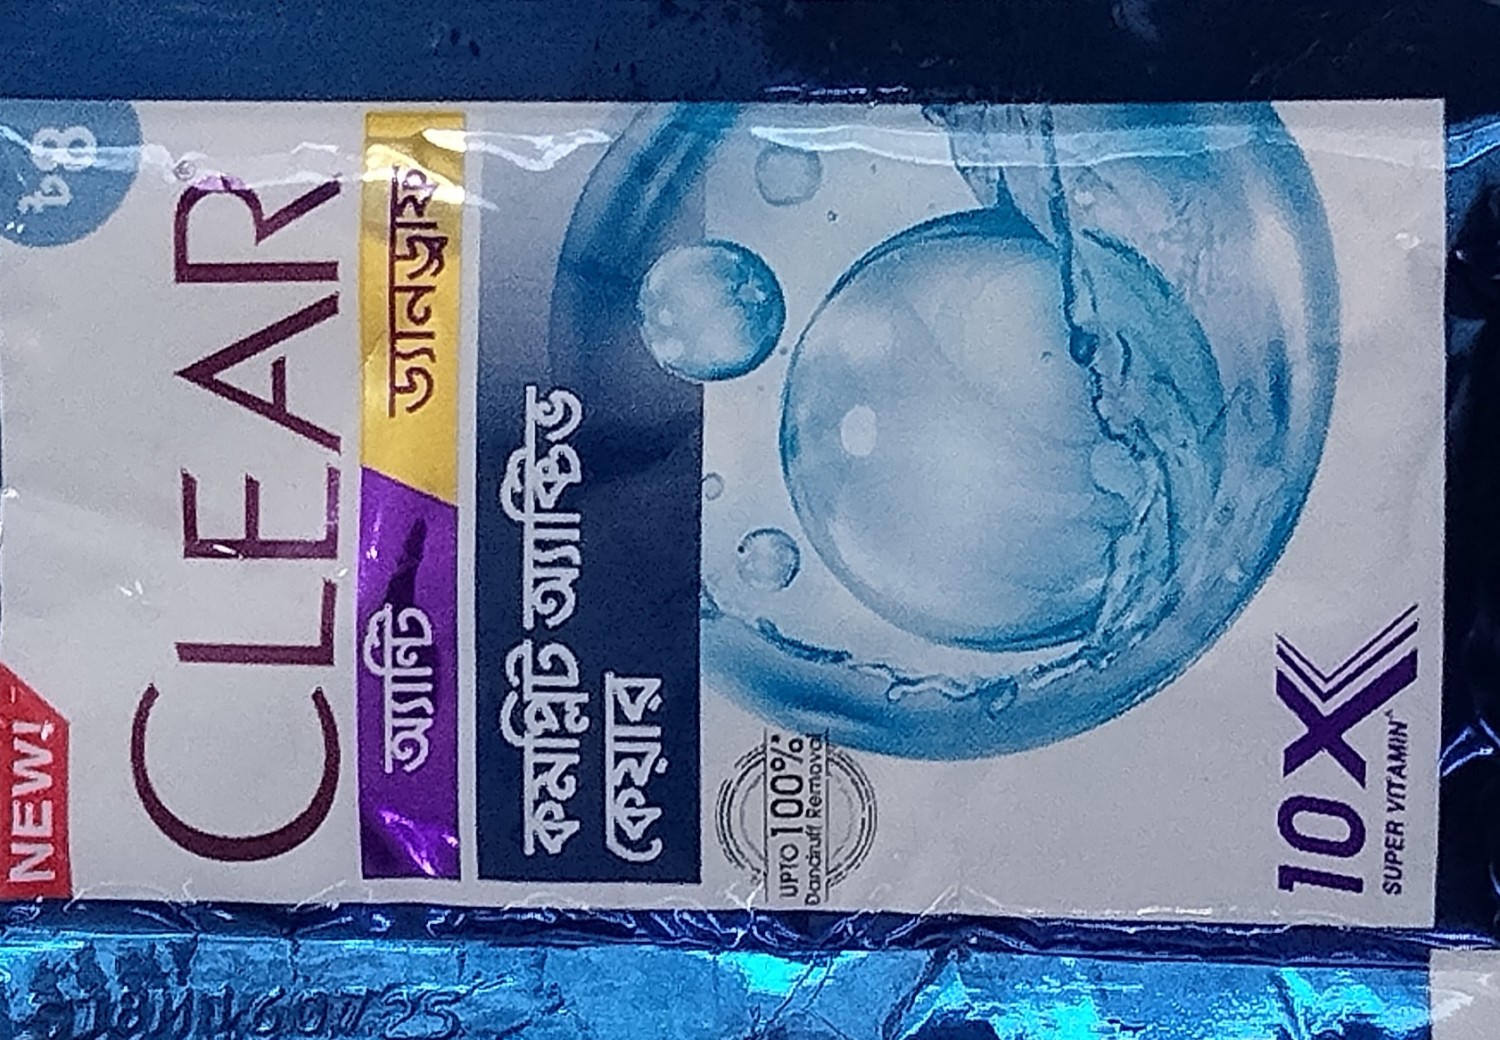 NEW!
৳8
CLEAR®
অ্যান্টি ড্যানড্রাফ
কমপ্লিট অ্যাক্টিভ
কেয়ার
UPTO 100%*
Dandruff Removal
10X
SUPER VITAMIN^